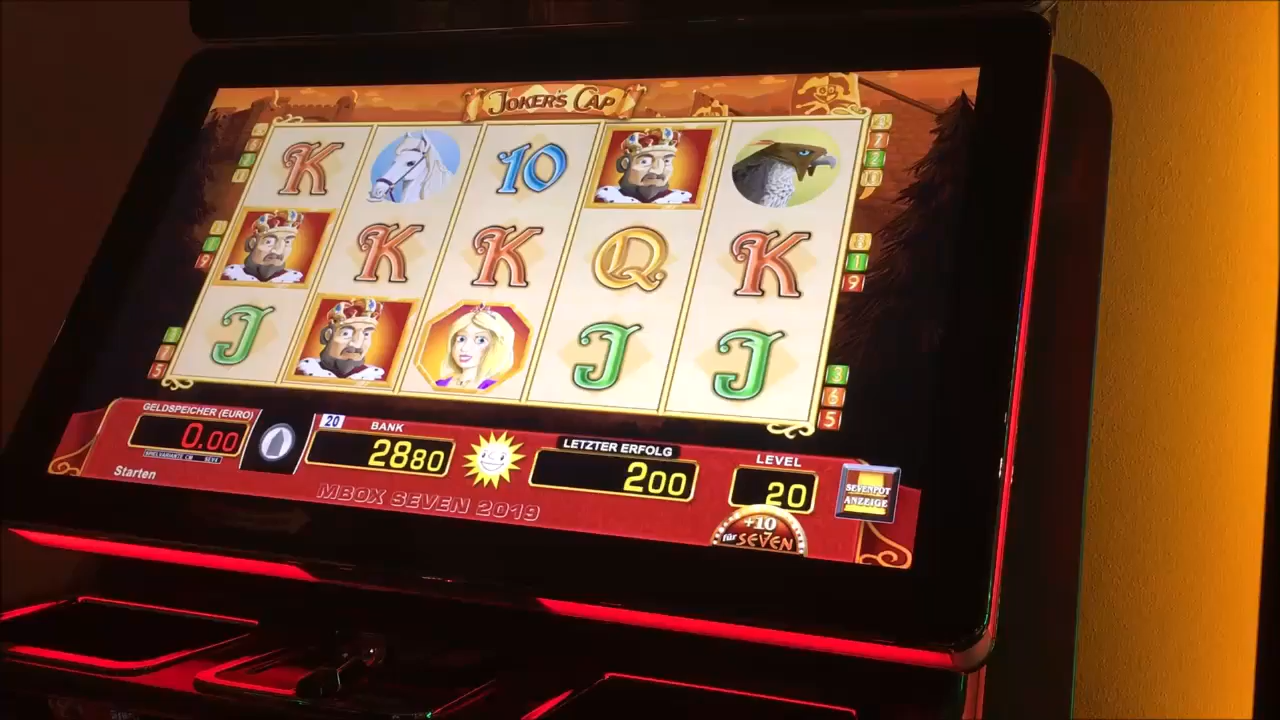 JOKER'S CAP
K
10
K
K
Q
K
J
J
J
GELDSPEICHER (EURO)
0.00
20
BANK
2880
LETZTER ERFOLG
200
LEVEL
20
SEVENPOT
ANZEIGE
Starten
MBOX SEVEN 2019
+10
für SEVEN